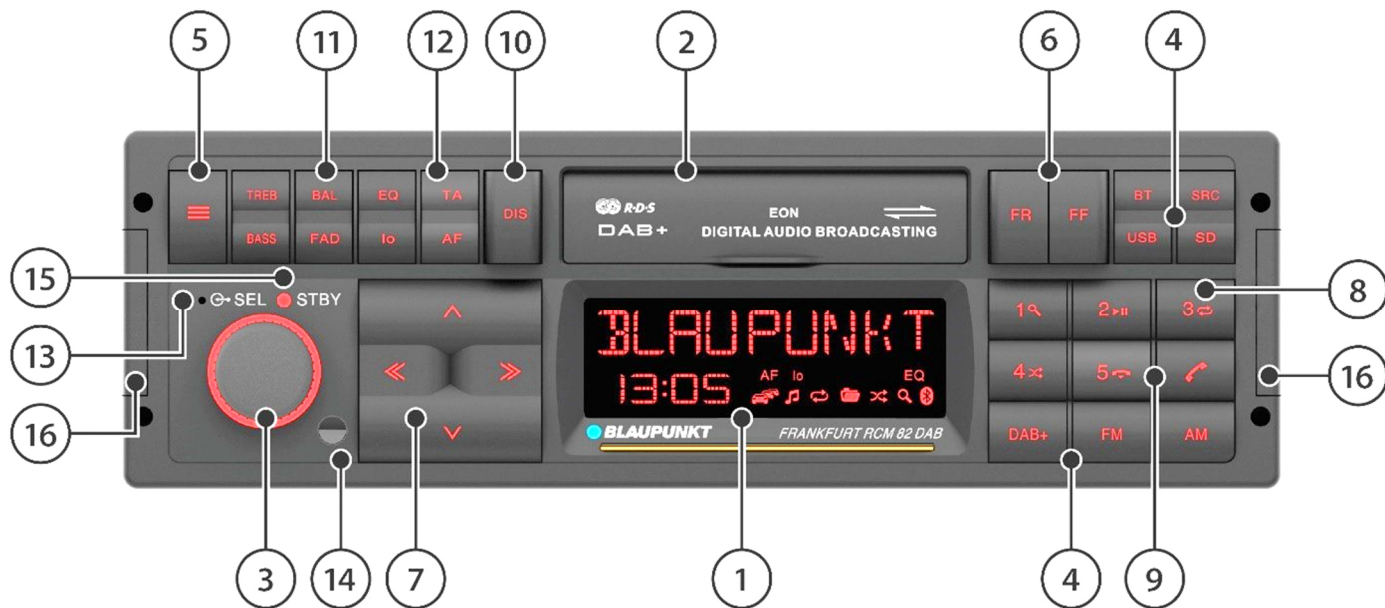 5 11 12 10 2 6 4
TREB BAL EQ TA
BASS FAD lo AF
DIS
R·D·S
DAB+
EON
DIGITAL AUDIO BROADCASTING
FR FF
BT SRC
USB SD
15
13
16
SEL STBY
BLAUPUNKT
13:05
AF lo EQ
BLAUPUNKT FRANKFURT RCM 82 DAB
1 2 3
4 5
DAB+ FM AM
8
16
3 14 7 1 4 9